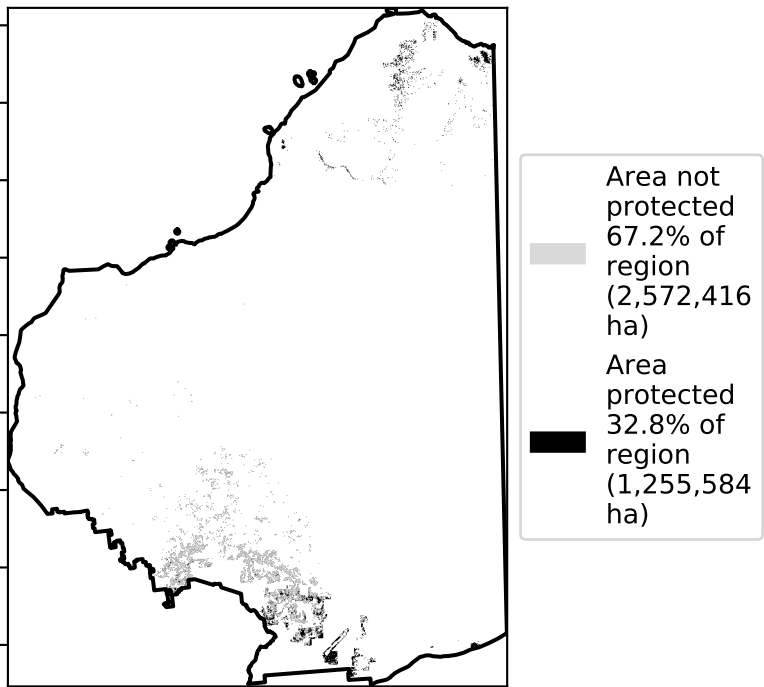 Area not
protected
67.2% of
region
(2,572,416
ha)
Area
protected
32.8% of
region
(1,255,584
ha)